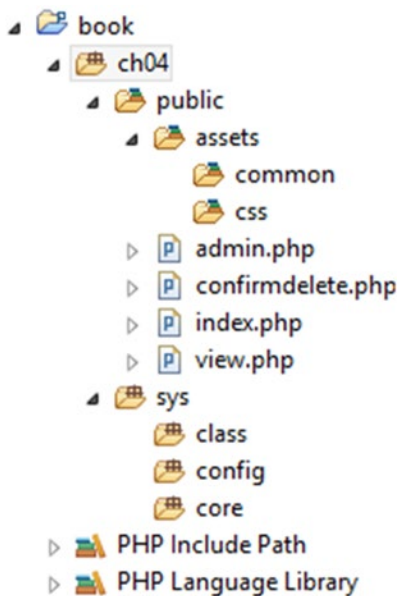 book
ch04
public
assets
common
css
admin.php
confirmdelete.php
index.php
view.php
sys
class
config
core
PHP Include Path
PHP Language Library